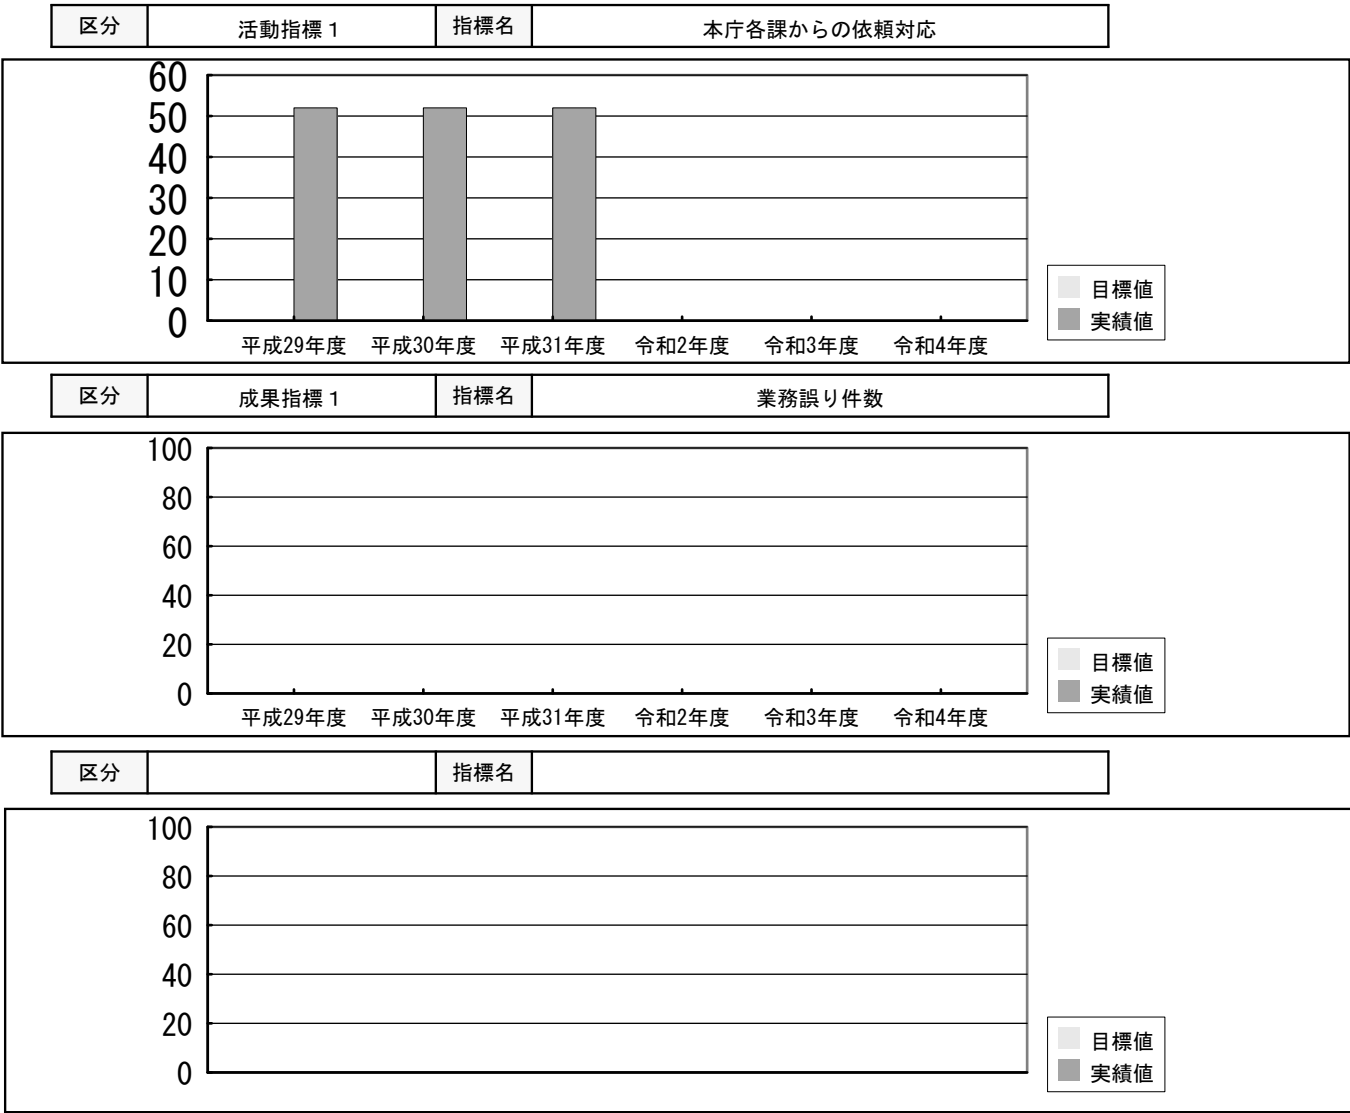 区分 活動指標１ 指標名 本庁各課からの依頼対応
60
50
40
30
20
10
0
平成29年度 平成30年度 平成31年度 令和2年度 令和3年度 令和4年度
目標値
実績値
区分 成果指標１ 指標名 業務誤り件数
100
80
60
40
20
0
平成29年度 平成30年度 平成31年度 令和2年度 令和3年度 令和4年度
目標値
実績値
区分 指標名
100
80
60
40
20
0
目標値
実績値